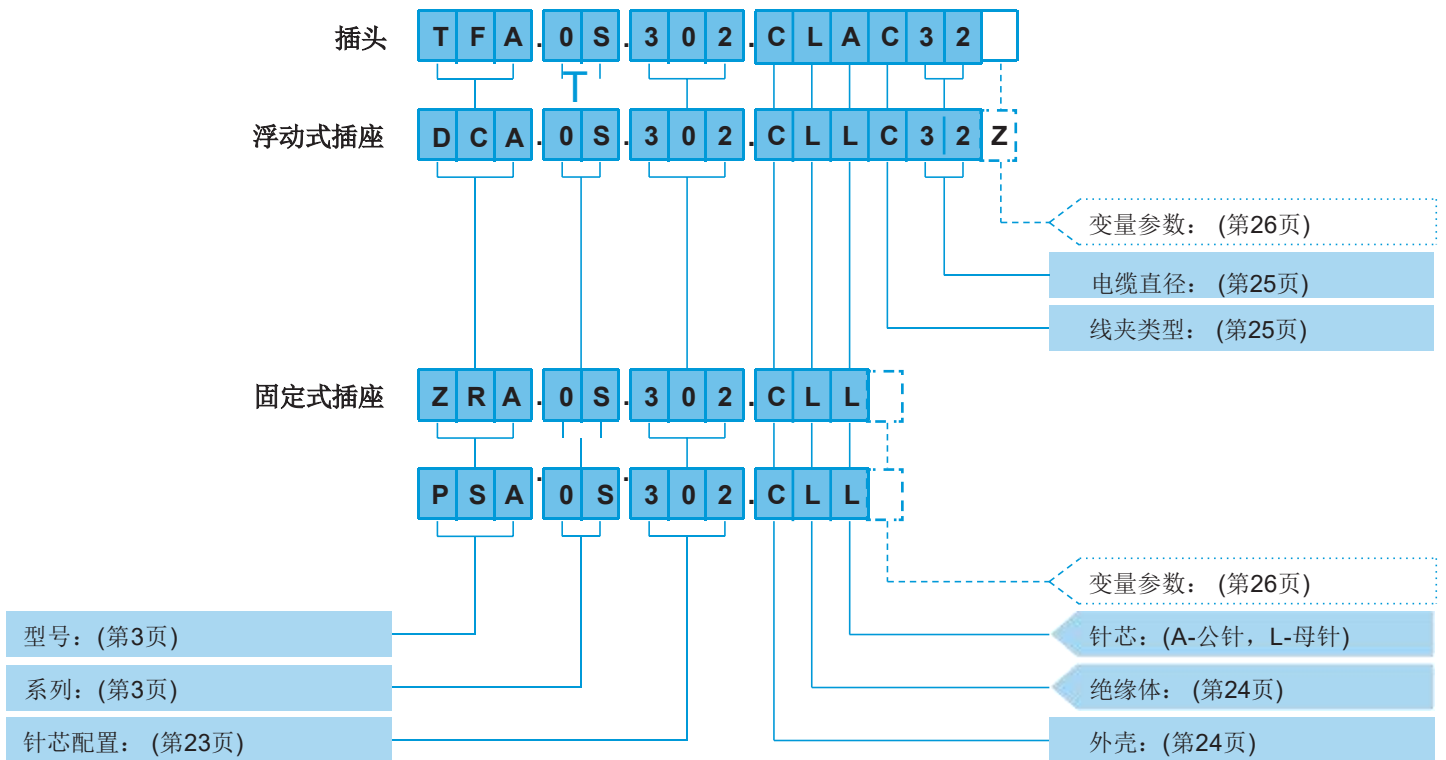 插头 TFA.0S.302.CLAC32
T
浮动式插座 DCA.0S.302.CLLC32 Z
变量参数： (第26页)
电缆直径： (第25页)
线夹类型： (第25页)
固定式插座 ZRA.0S.302.CLL
PSA.0S.302.CLL
变量参数： (第26页)
型号：(第3页)
针芯：(A-公针，L-母针)
系列：(第3页)
绝缘体： (第24页)
针芯配置： (第23页)
外壳：(第24页)